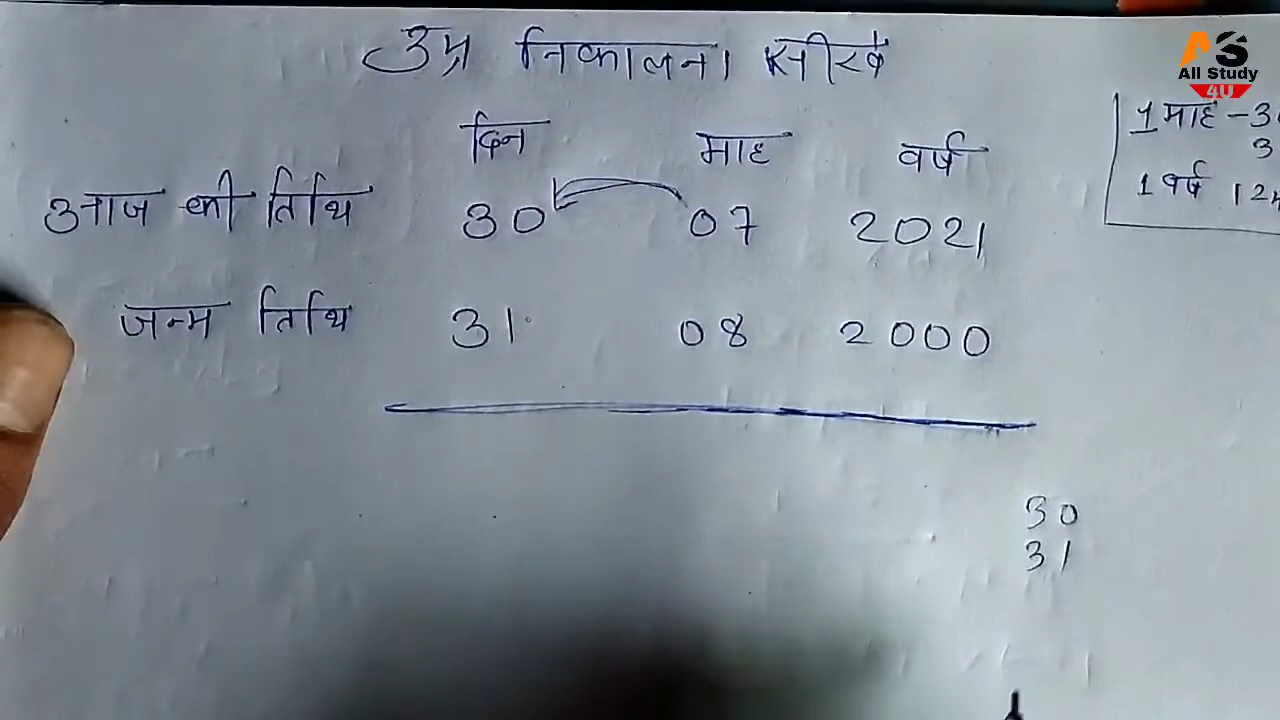 उम्र निकालना सीखें
All Study
4U
1 माह - 30
3
दिन माह वर्ष
1 वर्ष 12
आज की तिथि 30 07 2021
जन्म तिथि 31 08 2000
30
31